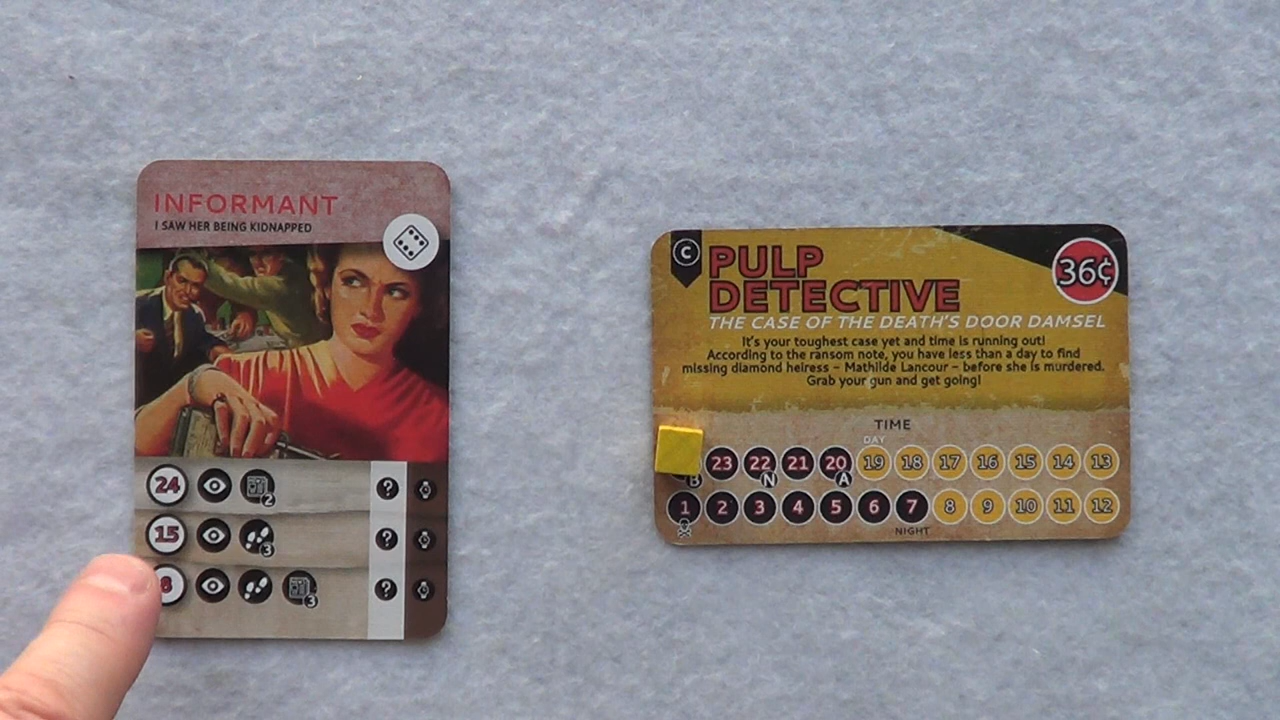 INFORMANT
I SAW HER BEING KIDNAPPED
24 2 ?
15 3 ?
8 3 ?
C
PULP
DETECTIVE
36¢
THE CASE OF THE DEATH'S DOOR DAMSEL
It's your toughest case yet and time is running out!
According to the ransom note, you have less than a day to find
missing diamond heiress – Mathilde Lancour – before she is murdered.
Grab your gun and get going!
TIME
DAY
23 22 21 20 19 18 17 16 15 14 13
B N A
1 2 3 4 5 6 7 8 9 10 11 12
NIGHT